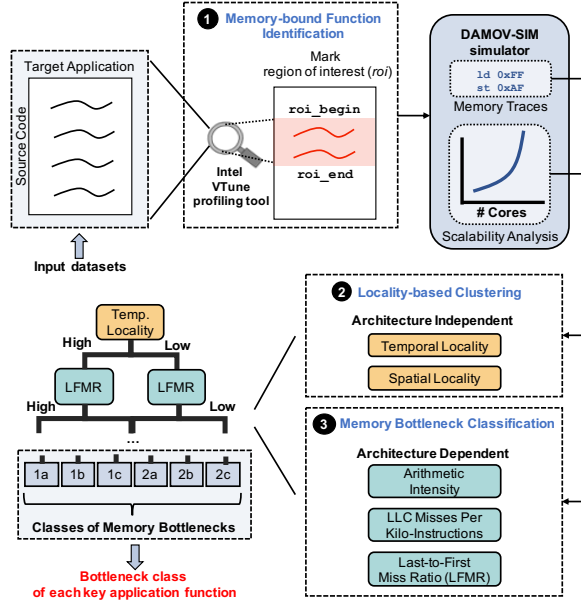 1 Memory-bound Function
Identification
Target Application
Source Code
Input datasets
Intel
VTune
profiling tool
Mark
region of interest (roi)
roi_begin
roi_end
DAMOV-SIM
simulator
ld 0xFF
st 0xAF
Memory Traces
# Cores
Scalability Analysis
2 Locality-based Clustering
Architecture Independent
Temporal Locality
Spatial Locality
3 Memory Bottleneck Classification
Architecture Dependent
Arithmetic
Intensity
LLC Misses Per
Kilo-Instructions
Last-to-First
Miss Ratio (LFMR)
Temp.
Locality
High
Low
LFMR
LFMR
High
Low
...
1a 1b 1c 2a 2b 2c
Classes of Memory Bottlenecks
Bottleneck class
of each key application function